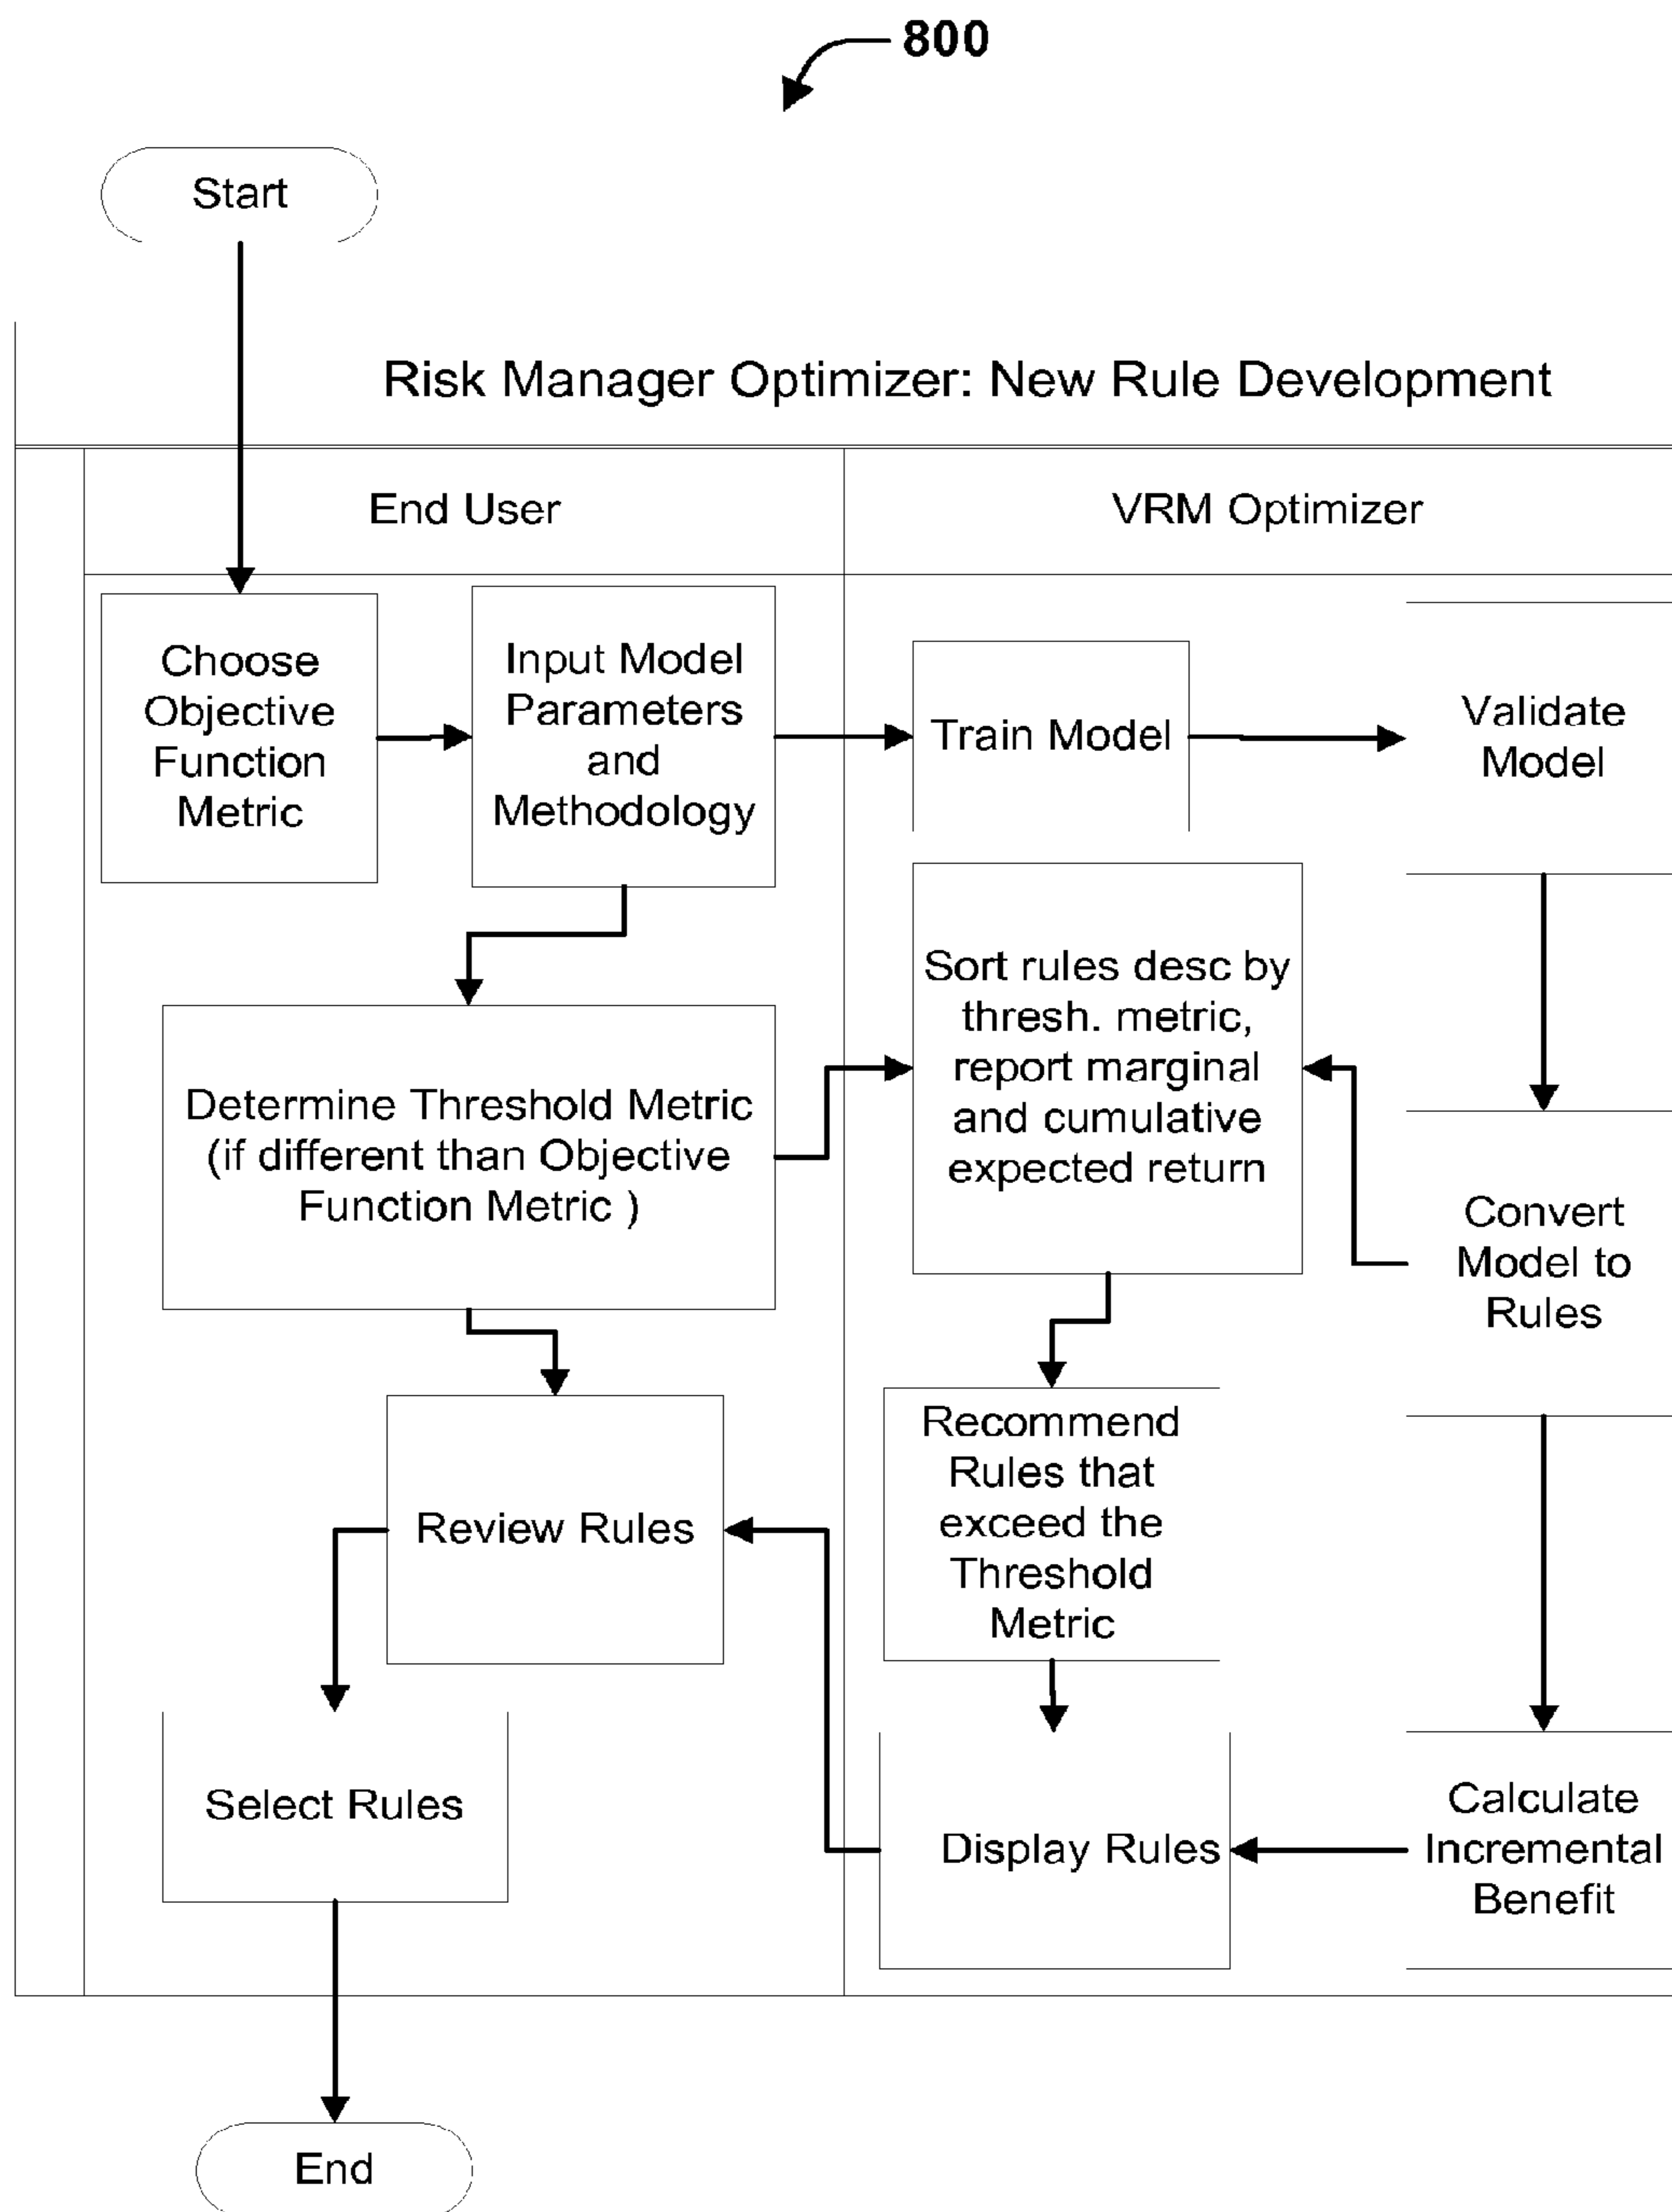 800
Start
Risk Manager Optimizer: New Rule Development
End User
VRM Optimizer
Choose
Objective
Function
Metric
Input Model
Parameters
and
Methodology
Train Model
Validate
Model
Determine Threshold Metric
(if different than Objective
Function Metric )
Sort rules desc by
thresh. metric,
report marginal
and cumulative
expected return
Convert
Model to
Rules
Review Rules
Recommend
Rules that
exceed the
Threshold
Metric
Select Rules
Display Rules
Calculate
Incremental
Benefit
End